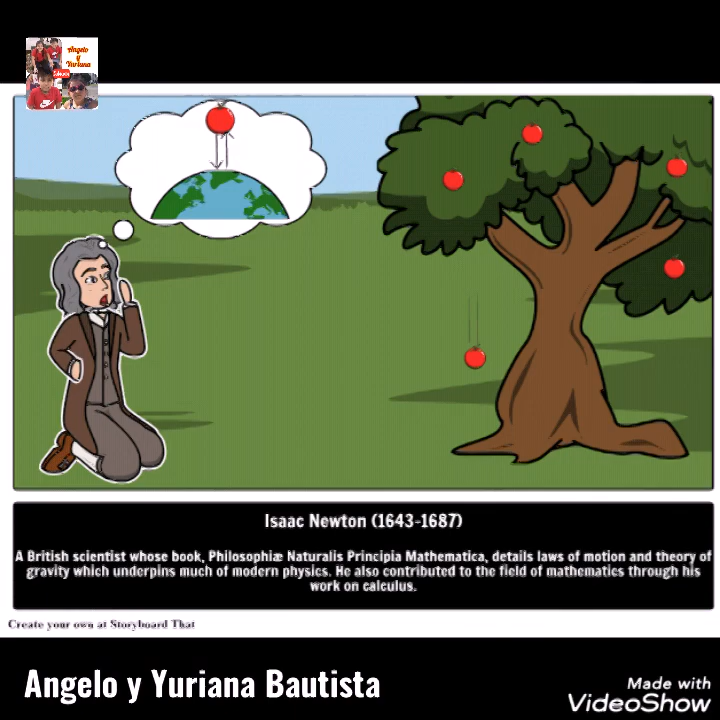 Angelo
y
Yuriana
Isaac Newton (1643-1687)
A British scientist whose book, Philosophiæ Naturalis Principia Mathematica, details laws of motion and theory of
gravity which underpins much of modern physics. He also contributed to the field of mathematics through his
work on calculus.
Create your own at Storyboard That
Angelo y Yuriana Bautista
Made with
VideoShow